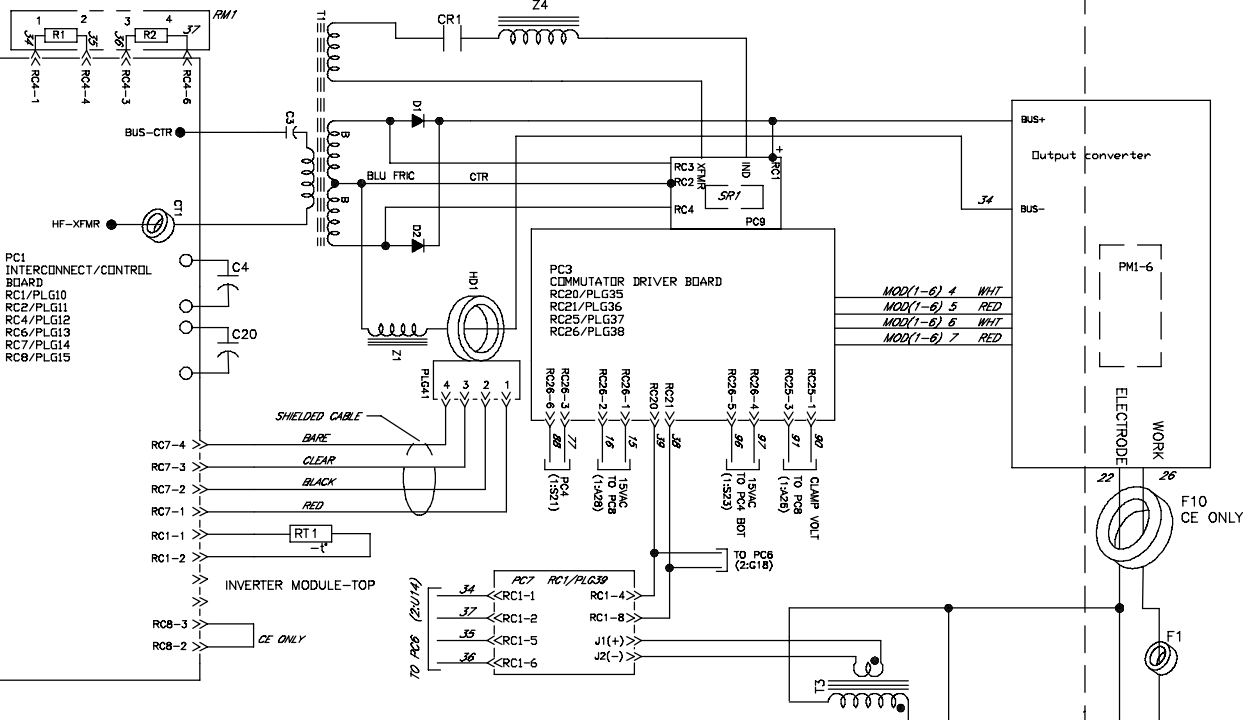 RM1
1 2 3 4
R1 R2
34 35 36 37
RC4-1
RC4-4
RC4-3
RC4-6
T1
CR1
Z4
BUS-CTR
C3
B
D1
BLU FRIC
CTR
B
D2
HF-XFMR
CT1
RC3
RC2
RC4
XFMR
IND
+
RC1
SR1
PC9
BUS+
Output converter
34
BUS-
PM1-6
PC1
INTERCONNECT/CONTROL
BOARD
RC1/PLG10
RC2/PLG11
RC4/PLG12
RC6/PLG13
RC7/PLG14
RC8/PLG15
C4
C20
HD1
Z1
PLG41
4 3 2 1
PC3
COMMUTATOR DRIVER BOARD
RC20/PLG35
RC21/PLG36
RC25/PLG37
RC26/PLG38
MOD(1-6) 4 WHT
MOD(1-6) 5 RED
MOD(1-6) 6 WHT
MOD(1-6) 7 RED
RC26-6
RC26-3
RC26-2
RC26-1
RC20
RC21
RC26-5
RC26-4
RC25-3
RC25-1
88
77
16
15
39
38
96
97
91
90
PC4
(1:S21)
15VAC
TO PC8
(1:A28)
15VAC
TO PC4 BOT
(1:S23)
CLAMP VOLT
TO PC8
(1:A26)
ELECTRODE
WORK
22
26
F10
CE ONLY
SHIELDED CABLE
RC7-4 BARE
RC7-3 CLEAR
RC7-2 BLACK
RC7-1 RED
RC1-1
RT1
-t°
RC1-2
INVERTER MODULE-TOP
RC8-3
RC8-2
CE ONLY
TO PC6
(2:G18)
TO PC6 (2:U14)
PC7 RC1/PLG39
34 RC1-1
37 RC1-2
35 RC1-5
36 RC1-6
RC1-4
RC1-8
J1(+)
J2(-)
T3
F1